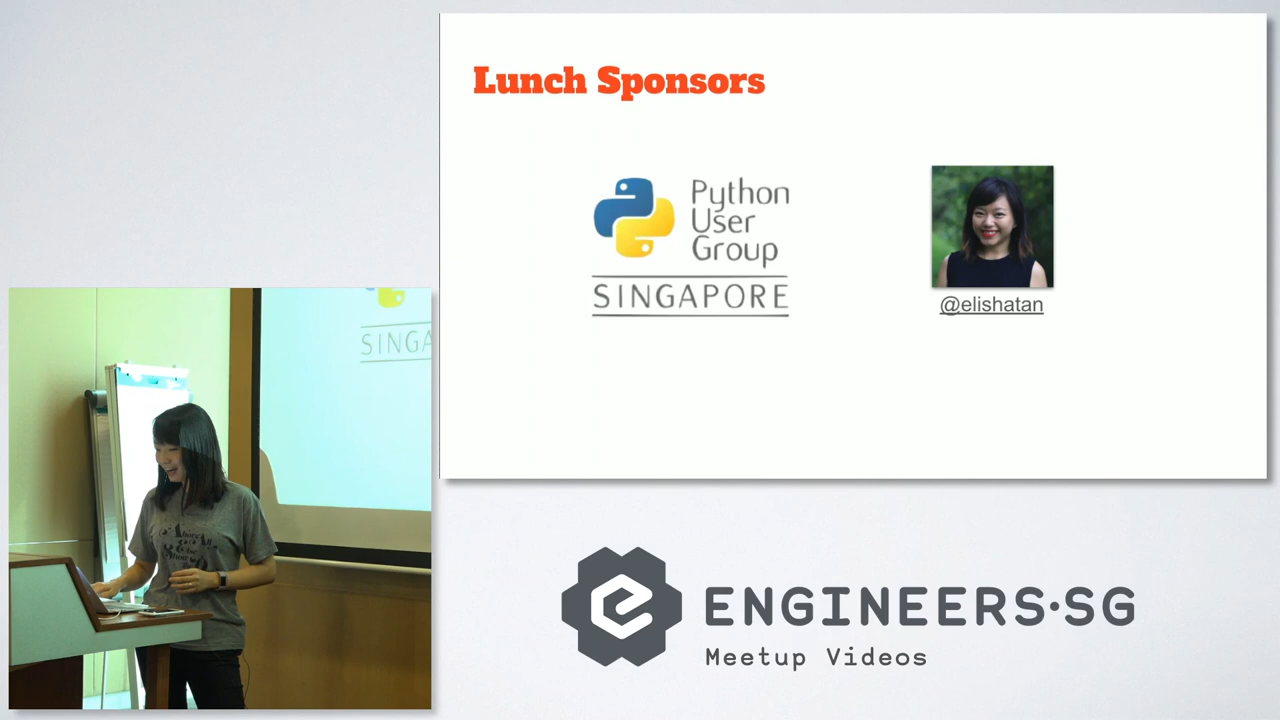 Lunch Sponsors
Python
User
Group
SINGAPORE
@elishatan
SINGA
ENGINEERS·SG
Meetup Videos